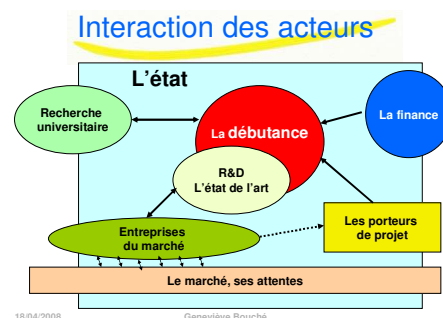 Interaction des acteurs
L'état
Recherche
universitaire
La débutance
La finance
R&D
L'état de l'art
Entreprises
du marché
Les porteurs
de projet
Le marché, ses attentes
18/04/2008
Geneviève Bouché